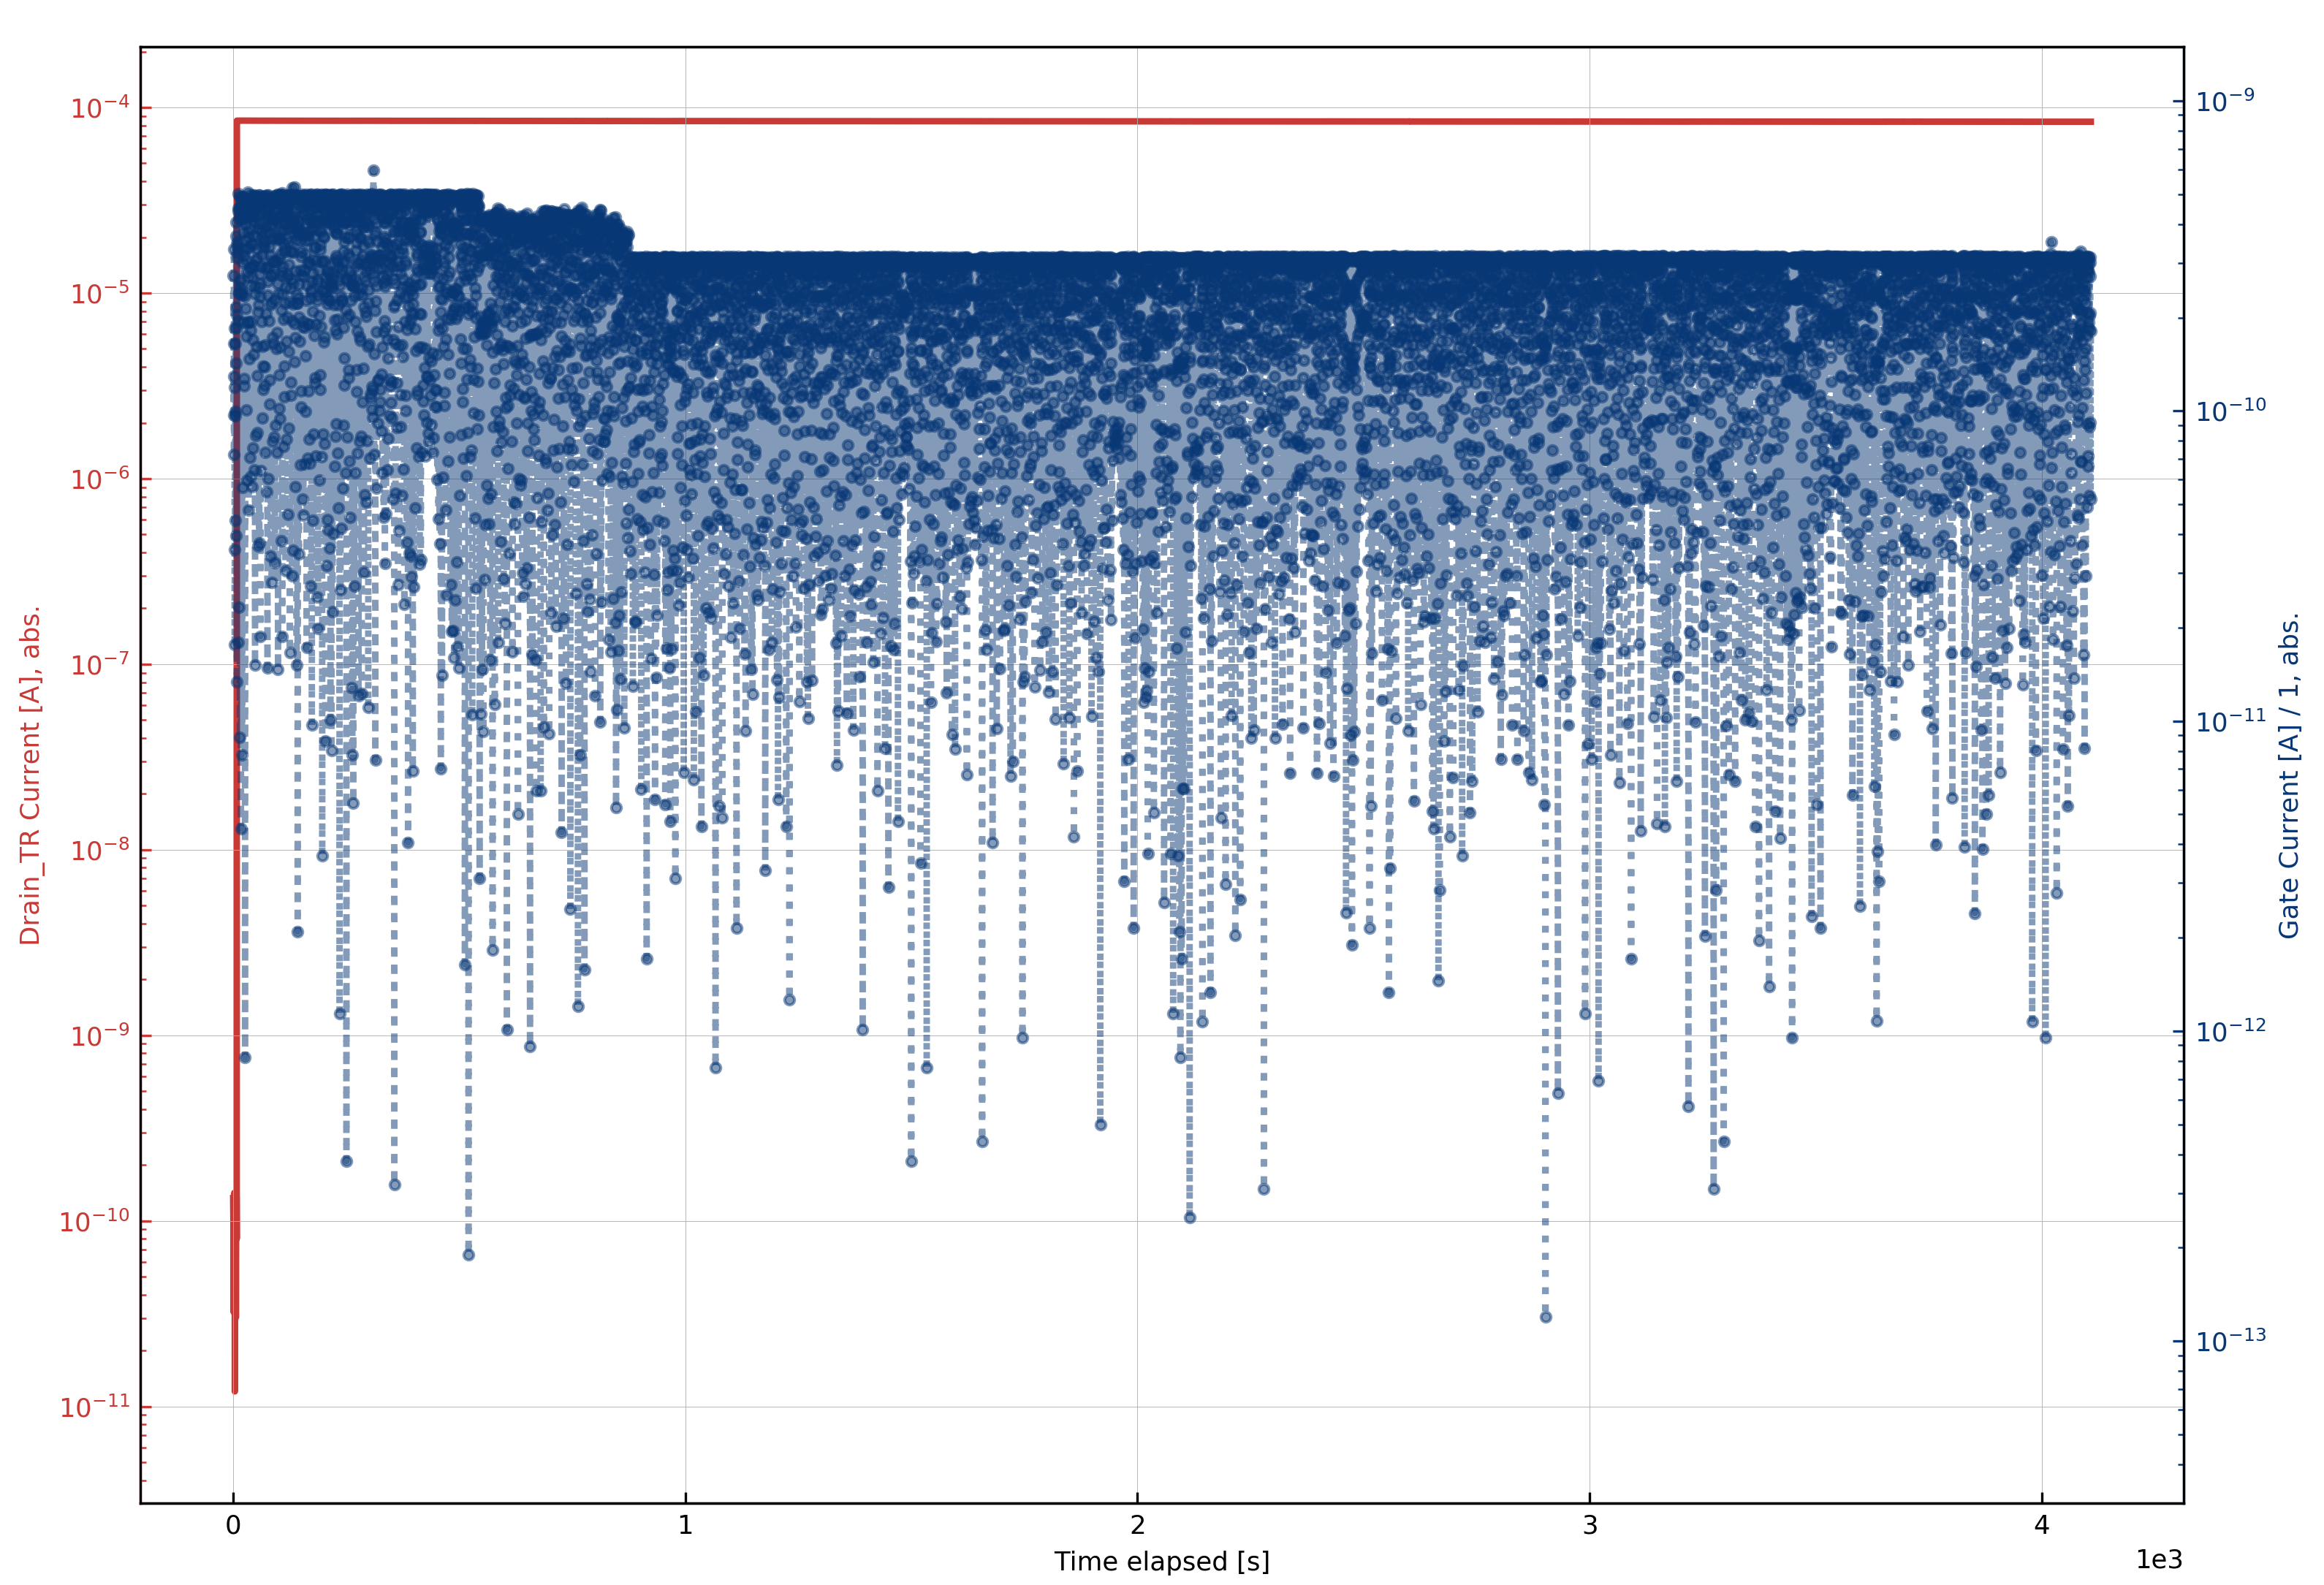 Drain_TR Current [A], abs.
10⁻⁴
10⁻⁵
10⁻⁶
10⁻⁷
10⁻⁸
10⁻⁹
10⁻¹⁰
10⁻¹¹
10⁻⁹
10⁻¹⁰
10⁻¹¹
10⁻¹²
10⁻¹³
Gate Current [A] / 1, abs.
0 1 2 3 4
Time elapsed [s]
1e3